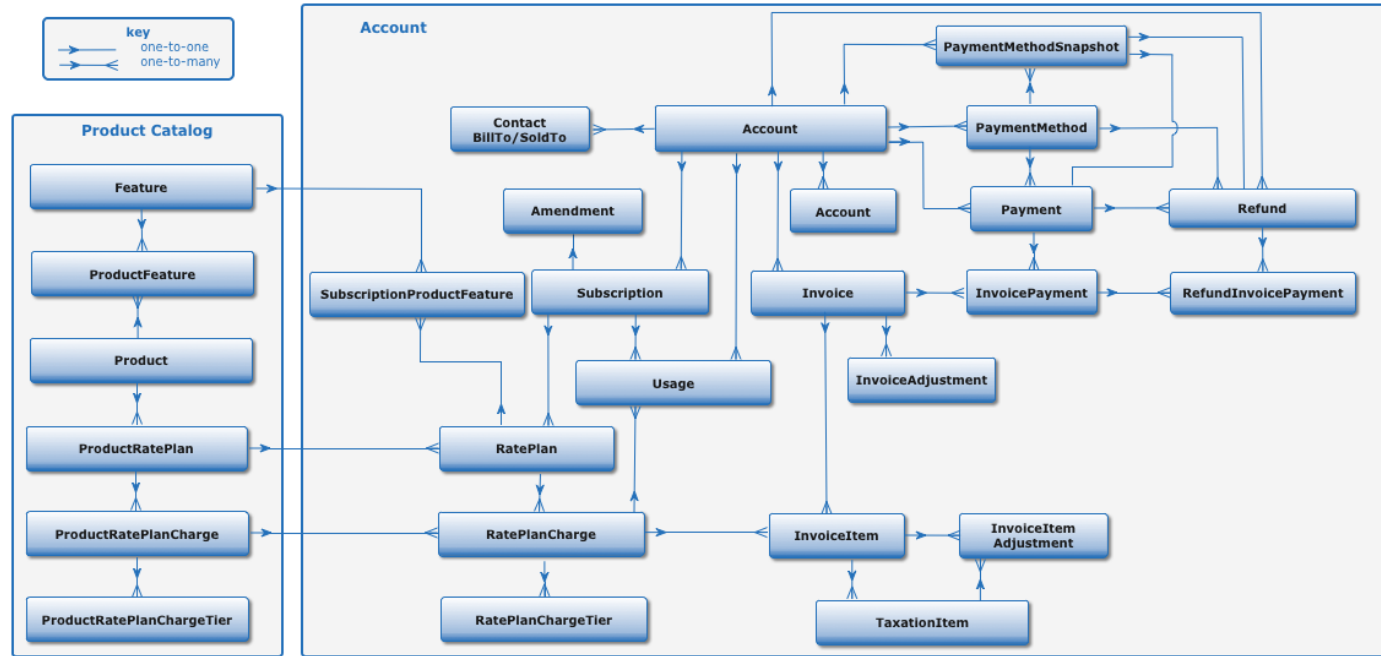 key
one-to-one
one-to-many
Account
Product Catalog
PaymentMethodSnapshot
Contact
BillTo/SoldTo
Account
PaymentMethod
Feature
Amendment
Account
Payment
Refund
ProductFeature
SubscriptionProductFeature
Subscription
Invoice
InvoicePayment
RefundInvoicePayment
Product
Usage
InvoiceAdjustment
ProductRatePlan
RatePlan
ProductRatePlanCharge
RatePlanCharge
InvoiceItem
InvoiceItem
Adjustment
ProductRatePlanChargeTier
RatePlanChargeTier
TaxationItem